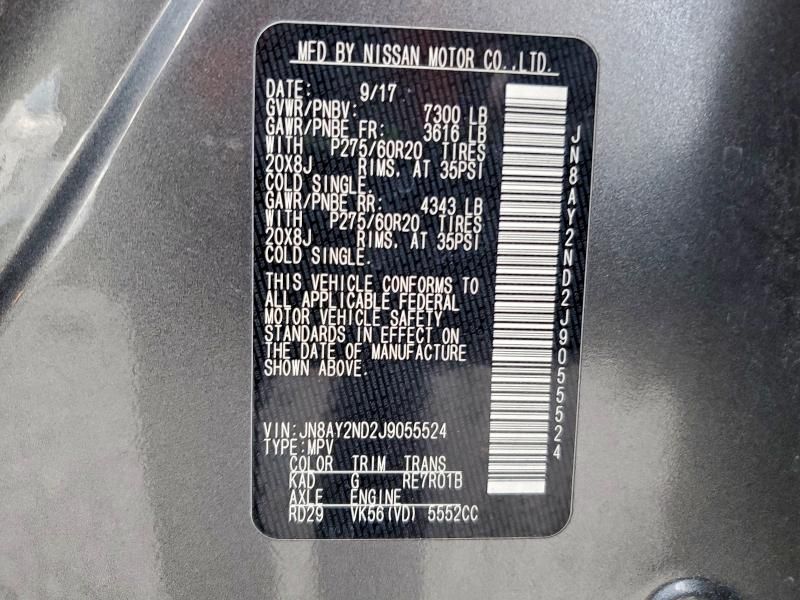 MFD BY NISSAN MOTOR CO.,LTD.
DATE: 9/17
GVWR/PNBV: 7300 LB
GAWR/PNBE FR: 3616 LB
WITH P275/60R20 TIRES
20X8J RIMS. AT 35PSI
COLD SINGLE.
GAWR/PNBE RR: 4343 LB
WITH P275/60R20 TIRES
20X8J RIMS. AT 35PSI
COLD SINGLE.
THIS VEHICLE CONFORMS TO
ALL APPLICABLE FEDERAL
MOTOR VEHICLE SAFETY
STANDARDS IN EFFECT ON
THE DATE OF MANUFACTURE
SHOWN ABOVE.
VIN:JN8AY2ND2J9055524
TYPE:MPV
COLOR TRIM TRANS
KAD G RE7R01B
AXLE ENGINE
RD29 VK56(VD) 5552CC
JN8AY2ND2J9055524